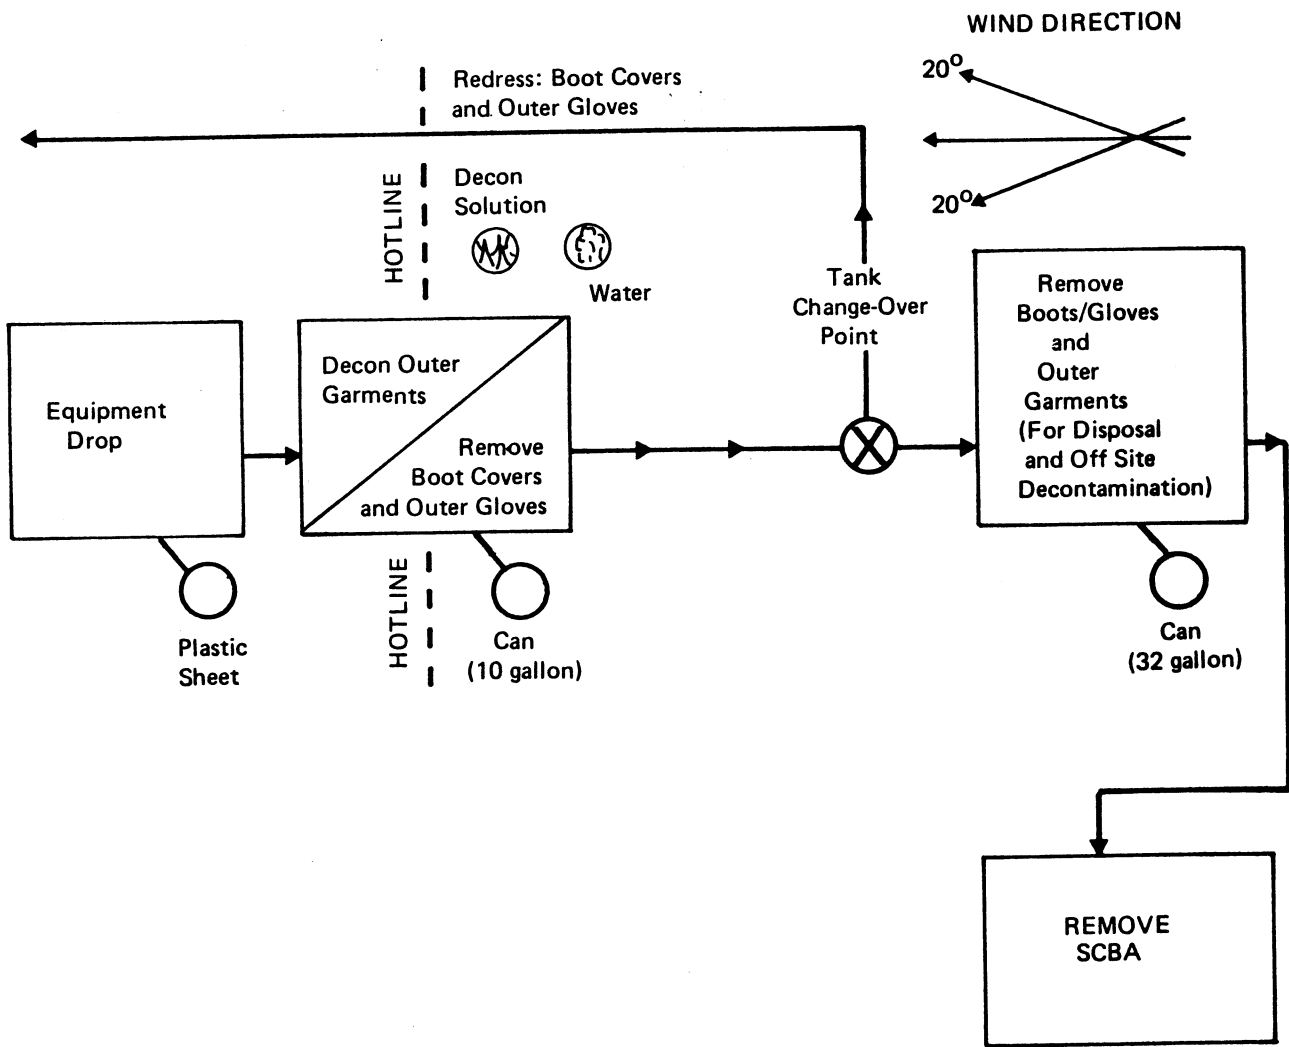 WIND DIRECTION
20°
20°
Redress: Boot Covers
and Outer Gloves
HOTLINE
Decon
Solution
Water
Tank
Change-Over
Point
Remove
Boots/Gloves
and
Outer
Garments
(For Disposal
and Off Site
Decontamination)
Equipment
Drop
Decon Outer
Garments
Remove
Boot Covers
and Outer Gloves
X
Plastic
Sheet
HOTLINE
Can
(10 gallon)
Can
(32 gallon)
REMOVE
SCBA